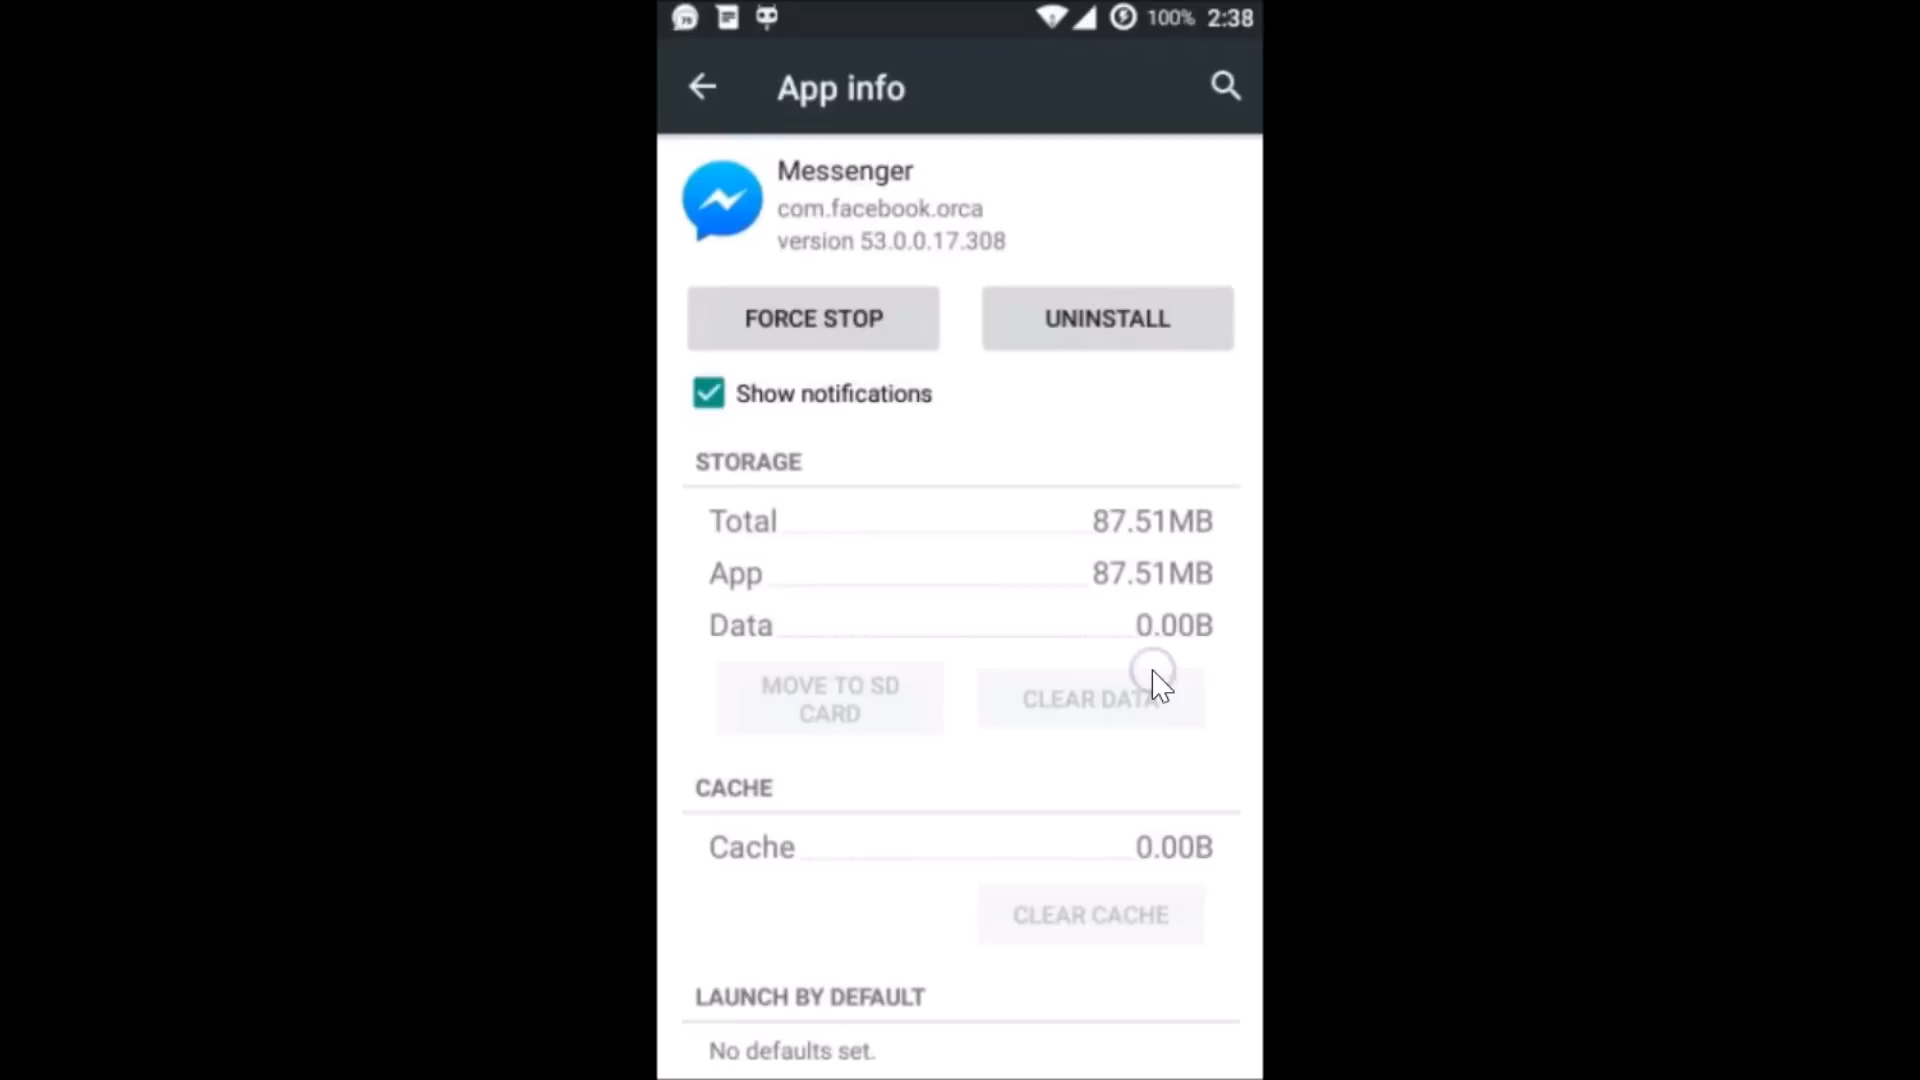 100% 2:38
App info
Messenger
com.facebook.orca
version 53.0.0.17.308
FORCE STOP
UNINSTALL
Show notifications
STORAGE
Total 87.51MB
App 87.51MB
Data 0.00B
MOVE TO SD
CARD
CLEAR DATA
CACHE
Cache 0.00B
CLEAR CACHE
LAUNCH BY DEFAULT
No defaults set.